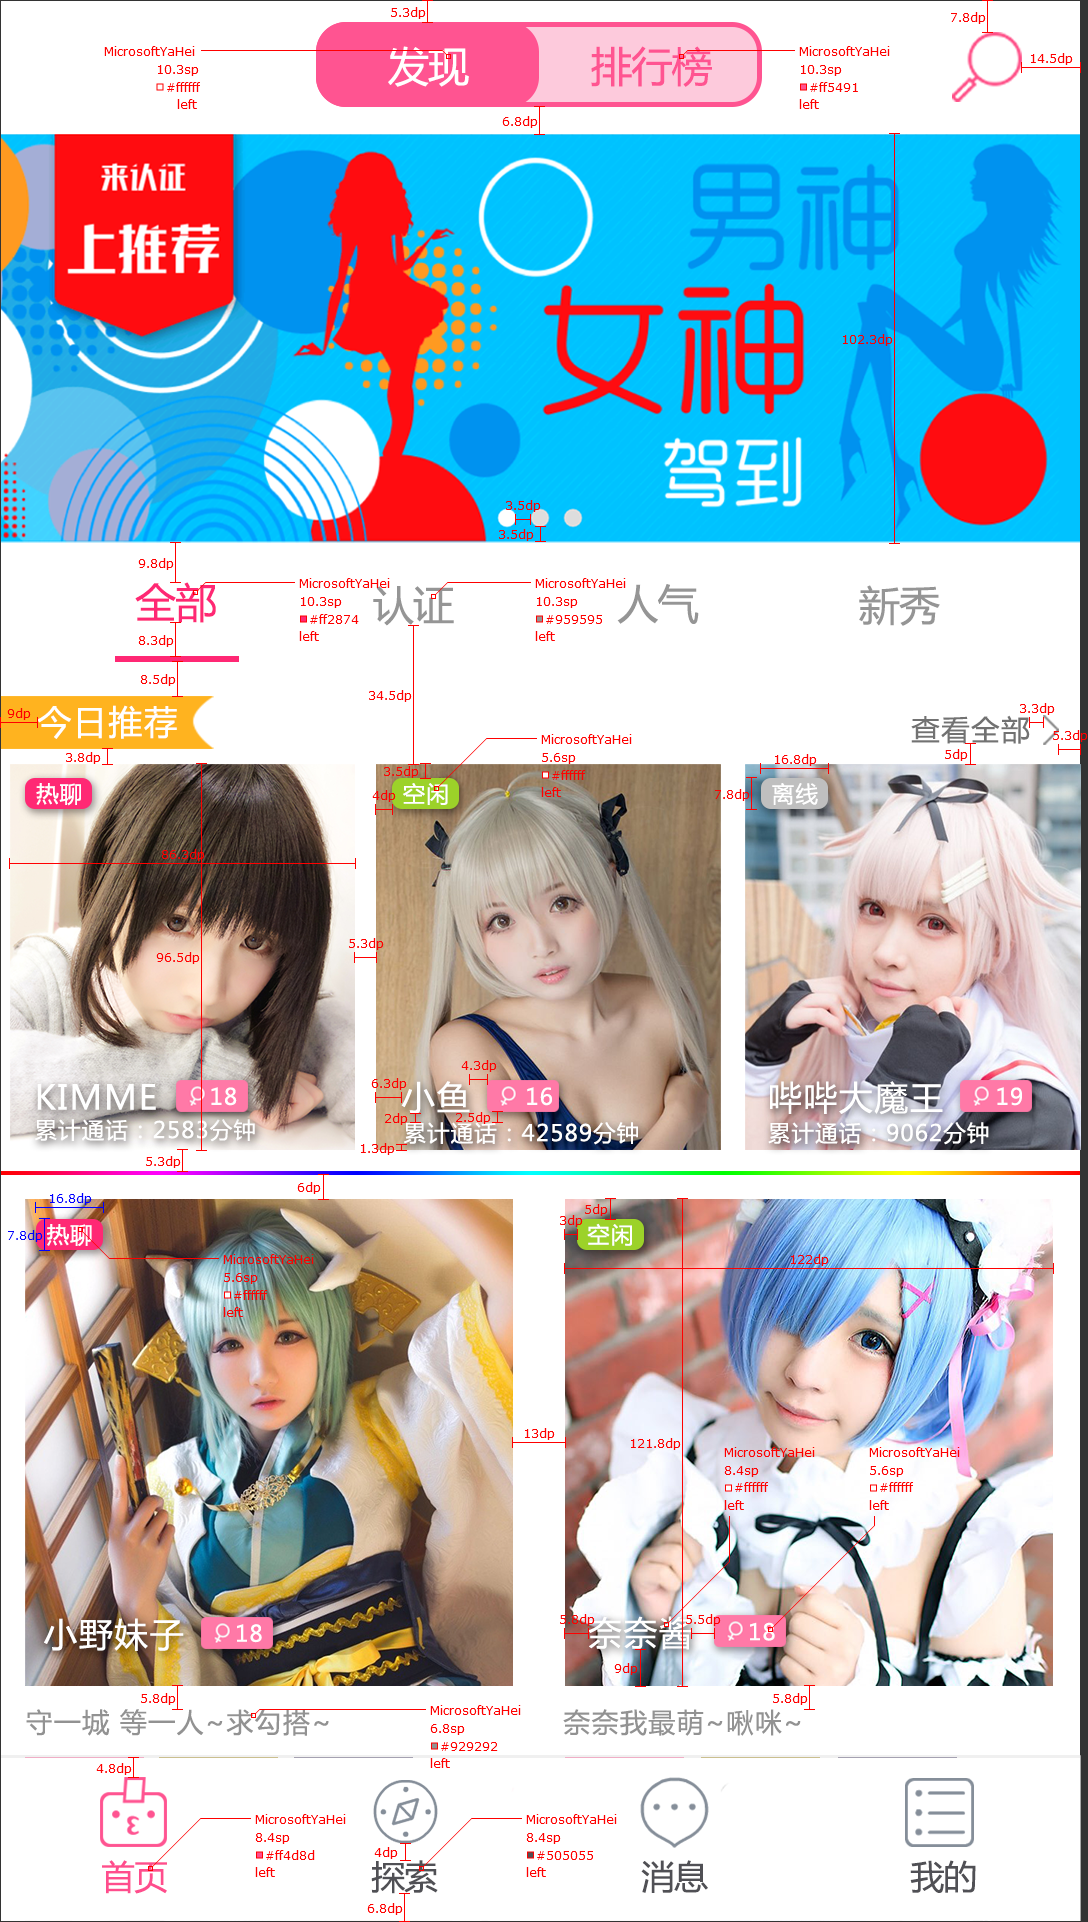 5.3dp
7.8dp
MicrosoftYaHei
10.3sp
#ffffff
left
发现
排行榜
MicrosoftYaHei
10.3sp
#ff5491
left
14.5dp
6.8dp
来认证
上推荐
男神
女神
驾到
102.3dp
3.5dp
3.5dp
9.8dp
全部
MicrosoftYaHei
10.3sp
#ff2874
left
认证
MicrosoftYaHei
10.3sp
#959595
left
人气
新秀
8.3dp
8.5dp
34.5dp
9dp
今日推荐
查看全部
3.3dp
5.3dp
3.8dp
5dp
MicrosoftYaHei
5.6sp
#ffffff
left
热聊
3.5dp
4dp
空闲
16.8dp
7.8dp
离线
96.5dp
5.3dp
KIMME
18
累计通话：2583分钟
4.3dp
6.3dp
小鱼
16
2dp
2.5dp
累计通话：42589分钟
1.3dp
哔哔大魔王
19
累计通话：9062分钟
5.3dp
6dp
16.8dp
7.8dp
热聊
MicrosoftYaHei
5.6sp
#ffffff
left
5dp
3dp
空闲
122dp
13dp
121.8dp
MicrosoftYaHei
8.4sp
#ffffff
left
MicrosoftYaHei
5.6sp
#ffffff
left
小野妹子
18
5.8dp
奈奈酱
5.5dp
18
9dp
5.8dp
守一城 等一人~求勾搭~
MicrosoftYaHei
6.8sp
#929292
left
5.8dp
奈奈我最萌~啾咪~
4.8dp
首页
MicrosoftYaHei
8.4sp
#ff4d8d
left
4dp
探索
MicrosoftYaHei
8.4sp
#505055
left
6.8dp
消息
我的